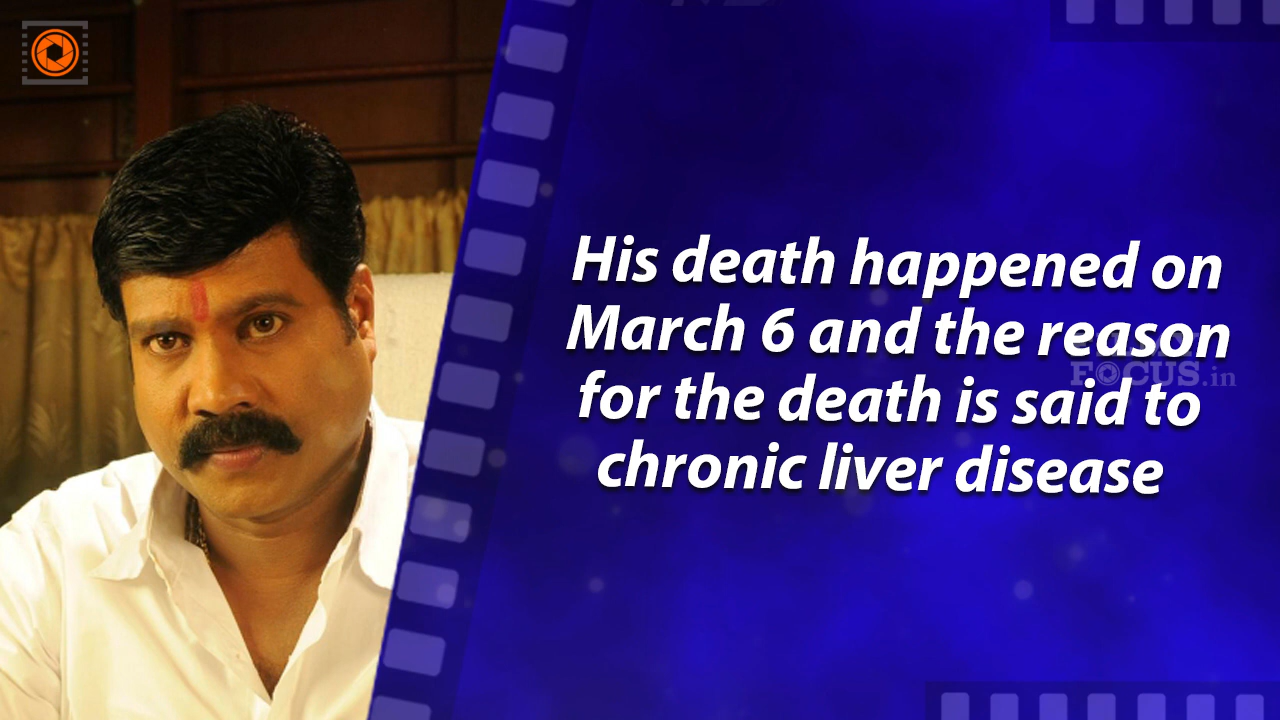 His death happened on
March 6 and the reason
for the death is said to
chronic liver disease
FOCUS.in